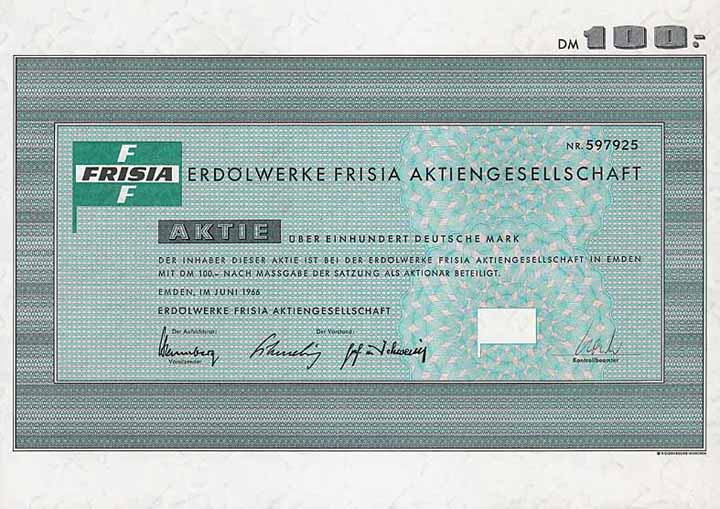 DM 100.-
NR. 597925
F
FRISIA
F
ERDÖLWERKE FRISIA AKTIENGESELLSCHAFT
AKTIE ÜBER EINHUNDERT DEUTSCHE MARK
DER INHABER DIESER AKTIE IST BEI DER ERDÖLWERKE FRISIA AKTIENGESELLSCHAFT IN EMDEN
MIT DM 100.– NACH MASSGABE DER SATZUNG ALS AKTIONÄR BETEILIGT.
EMDEN, IM JUNI 1966
ERDÖLWERKE FRISIA AKTIENGESELLSCHAFT
Der Aufsichtsrat: Der Vorstand:
Vorsitzender
Kontrollbeamter